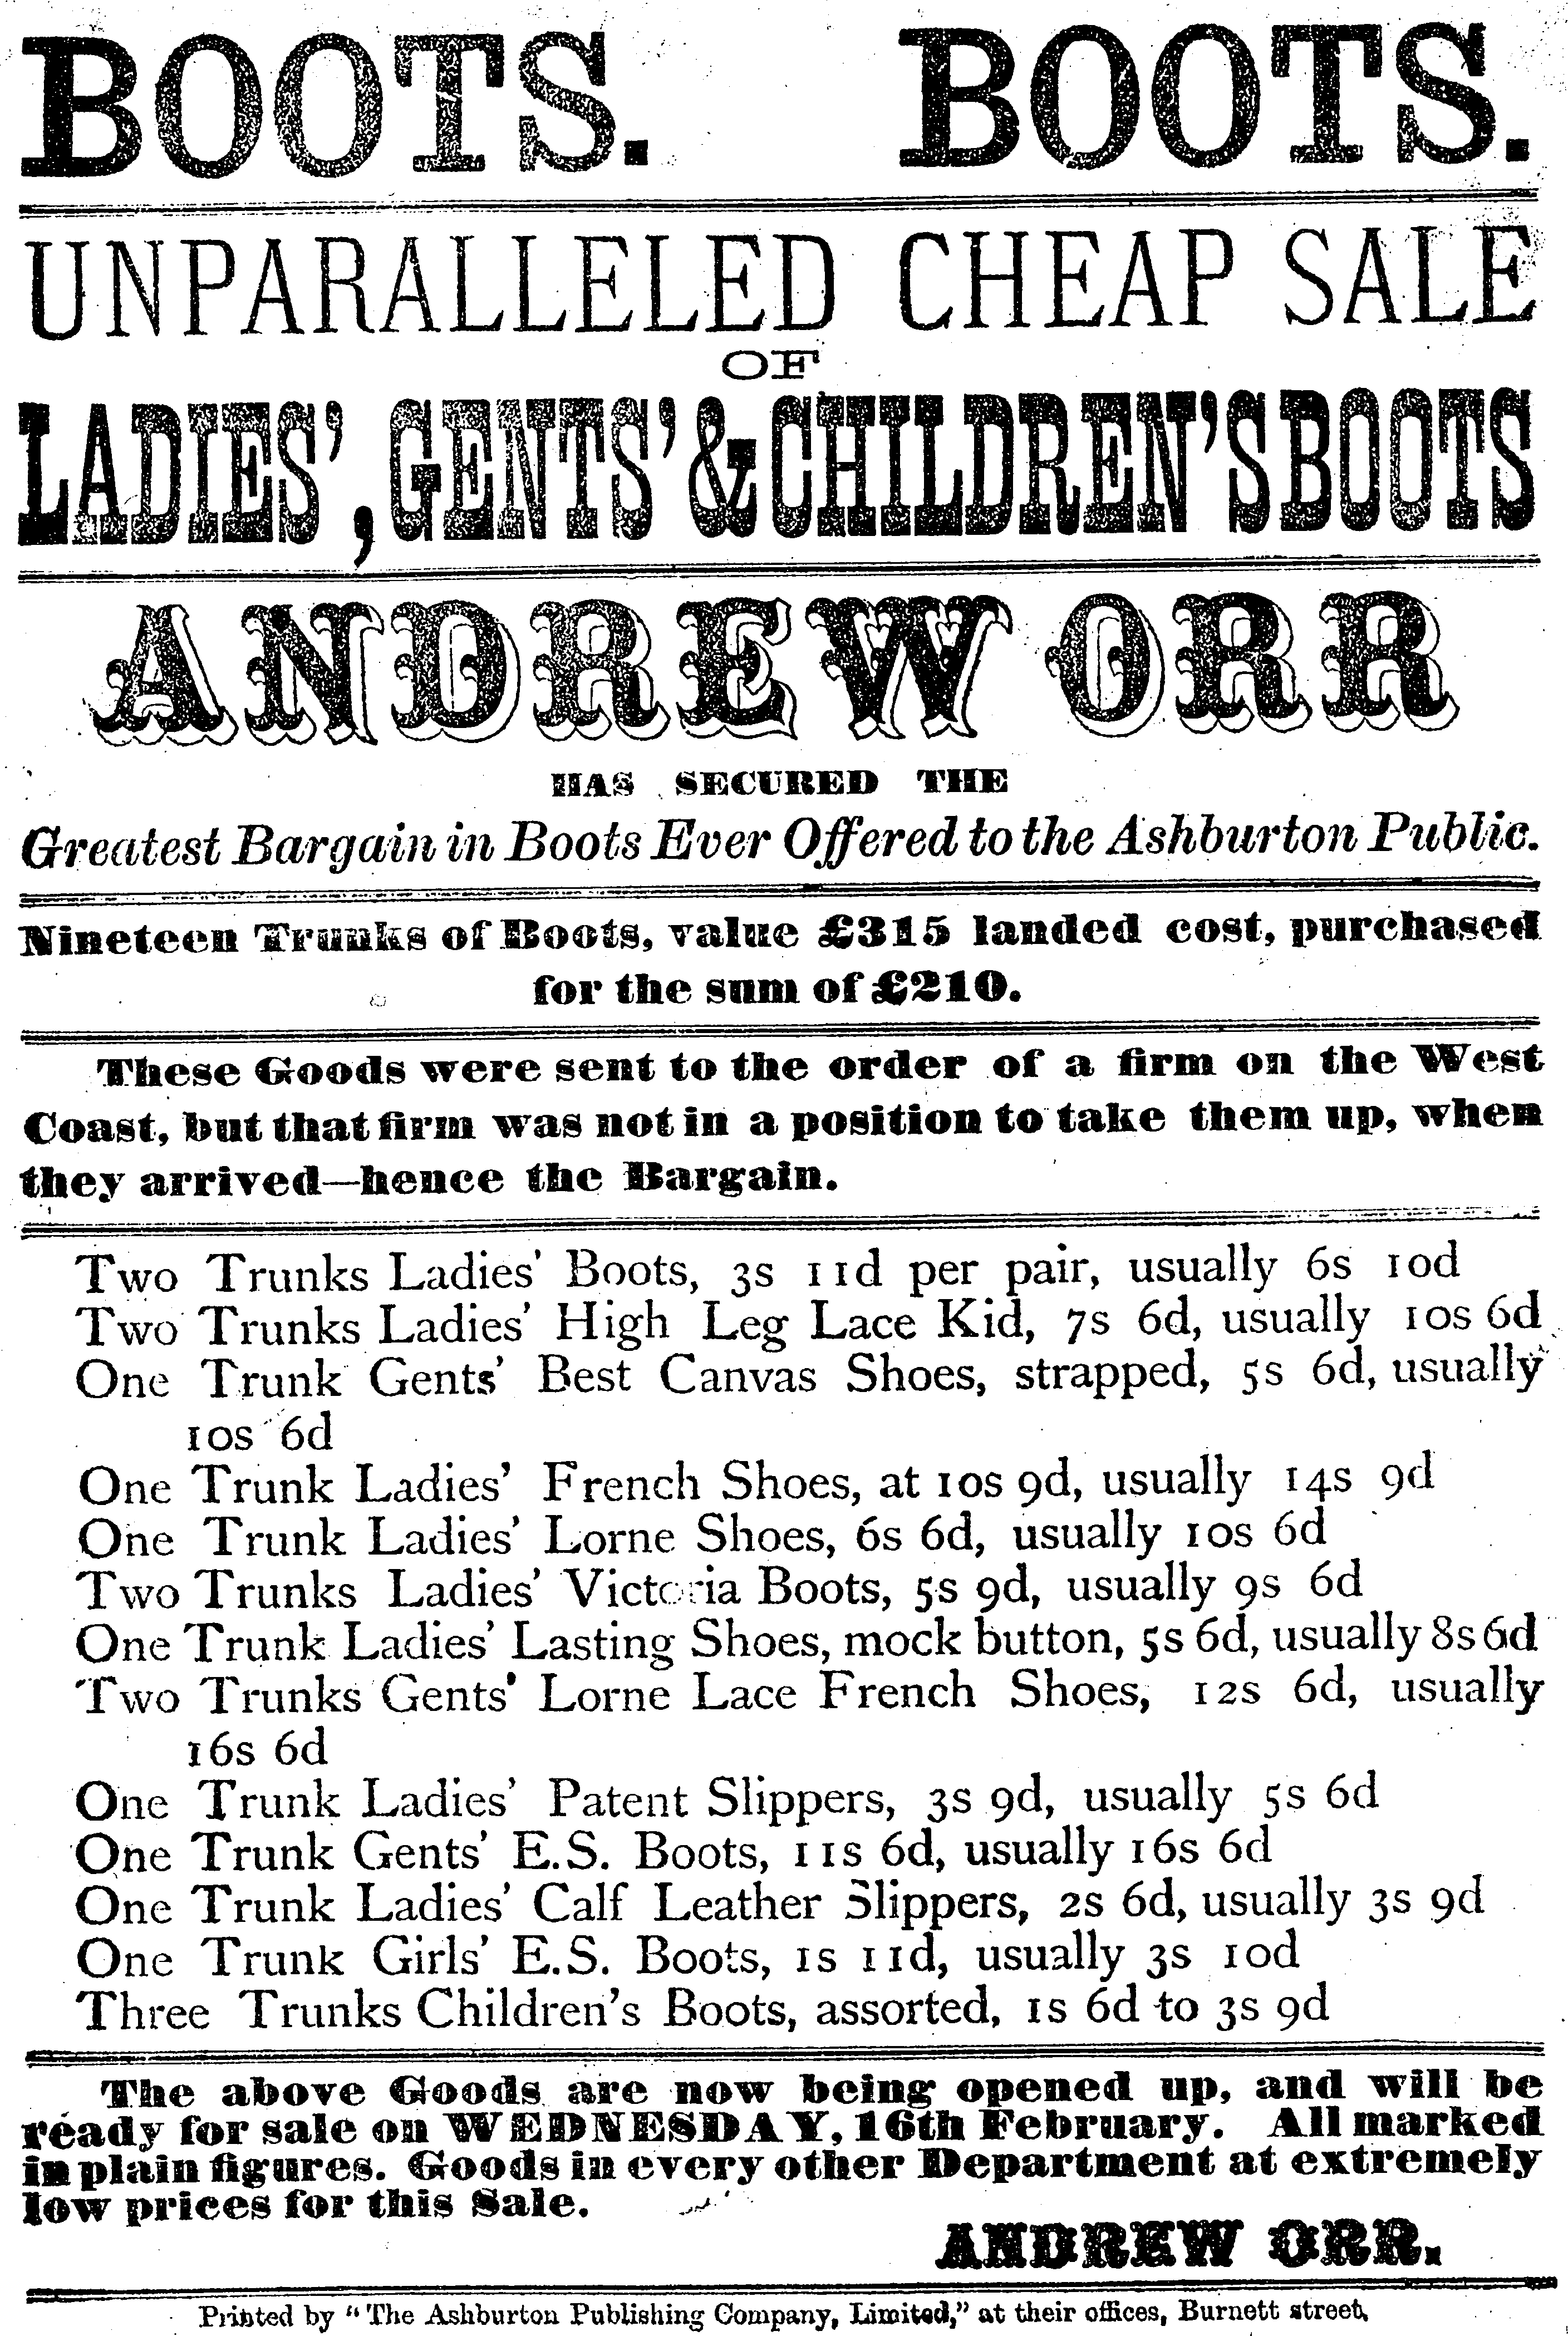 BOOTS. BOOTS.
UNPARALLELED CHEAP SALE
OF
LADIES', GENTS' & CHILDREN'S BOOTS
ANDREW ORR
HAS SECURED THE
Greatest Bargain in Boots Ever Offered to the Ashburton Public.
Nineteen Trunks of Boots, value £315 landed cost, purchased
for the sum of £210.
These Goods were sent to the order of a firm on the West
Coast, but that firm was not in a position to take them up, when
they arrived—hence the Bargain.
Two Trunks Ladies' Boots, 3s 11d per pair, usually 6s 10d
Two Trunks Ladies' High Leg Lace Kid, 7s 6d, usually 10s 6d
One Trunk Gents' Best Canvas Shoes, strapped, 5s 6d, usually
10s 6d
One Trunk Ladies' French Shoes, at 10s 9d, usually 14s 9d
One Trunk Ladies' Lorne Shoes, 6s 6d, usually 10s 6d
Two Trunks Ladies' Victoria Boots, 5s 9d, usually 9s 6d
One Trunk Ladies' Lasting Shoes, mock button, 5s 6d, usually 8s 6d
Two Trunks Gents' Lorne Lace French Shoes, 12s 6d, usually
16s 6d
One Trunk Ladies' Patent Slippers, 3s 9d, usually 5s 6d
One Trunk Gents' E.S. Boots, 11s 6d, usually 16s 6d
One Trunk Ladies' Calf Leather Slippers, 2s 6d, usually 3s 9d
One Trunk Girls' E.S. Boots, 1s 11d, usually 3s 10d
Three Trunks Children's Boots, assorted, 1s 6d to 3s 9d
The above Goods are now being opened up, and will be
ready for sale on WEDNESDAY, 16th February. All marked
in plain figures. Goods in every other Department at extremely
low prices for this Sale.
ANDREW ORR.
Printed by "The Ashburton Publishing Company, Limited," at their offices, Burnett street.